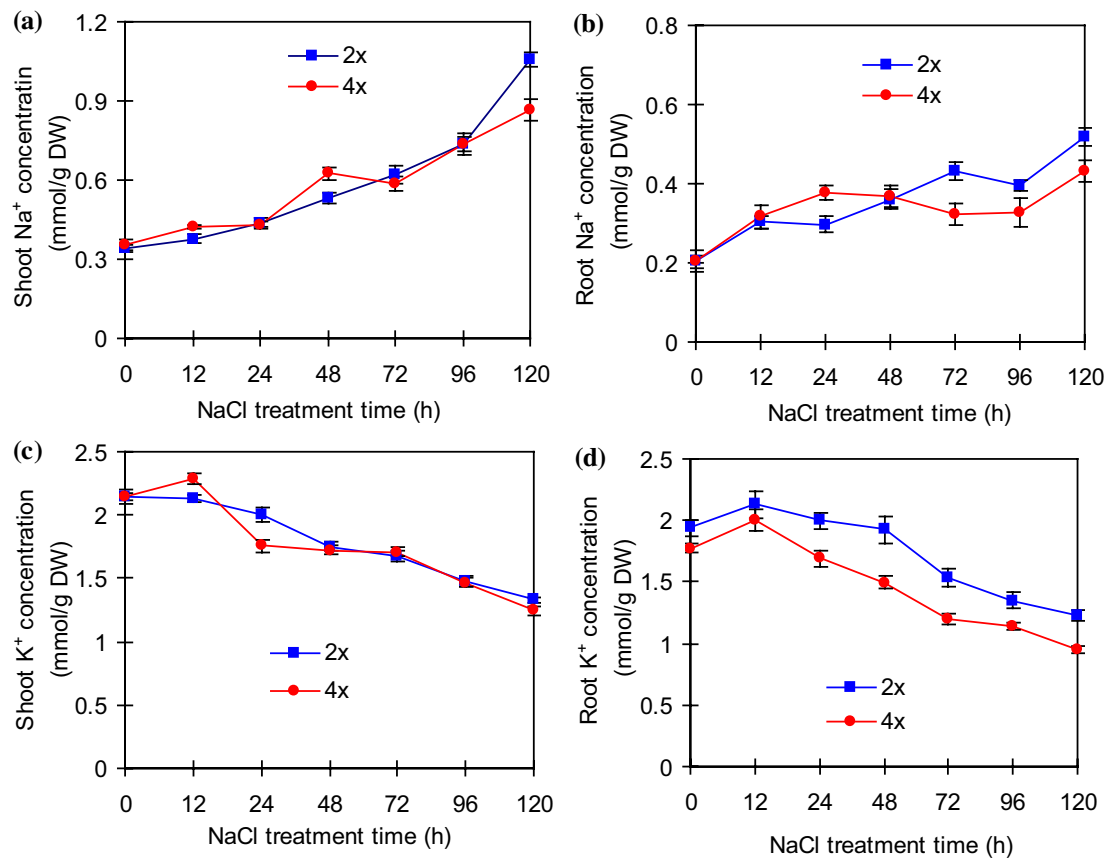 (a)
Shoot Na⁺ concentratin
(mmol/g DW)
1.2
0.9
0.6
0.3
0
2x
4x
0 12 24 48 72 96 120
NaCl treatment time (h)
(b)
Root Na⁺ concentration
(mmol/g DW)
0.8
0.6
0.4
0.2
0
2x
4x
0 12 24 48 72 96 120
NaCl treatment time (h)
(c)
Shoot K⁺ concentration
(mmol/g DW)
2.5
2
1.5
1
0.5
0
2x
4x
0 12 24 48 72 96 120
NaCl treatment time (h)
(d)
Root K⁺ concentration
(mmol/g DW)
2.5
2
1.5
1
0.5
0
2x
4x
0 12 24 48 72 96 120
NaCl treatment time (h)